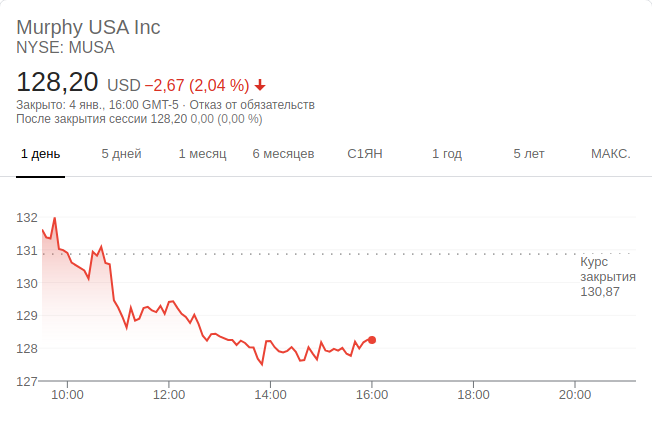 Murphy USA Inc
NYSE: MUSA
128,20 USD −2,67 (2,04 %)
Закрыто: 4 янв., 16:00 GMT-5 · Отказ от обязательств
После закрытия сессии 128,20 0,00 (0,00 %)
1 день 5 дней 1 месяц 6 месяцев С1ЯН 1 год 5 лет МАКС.
132
131
Курс
закрытия
130,87
130
129
128
127
10:00 12:00 14:00 16:00 18:00 20:00